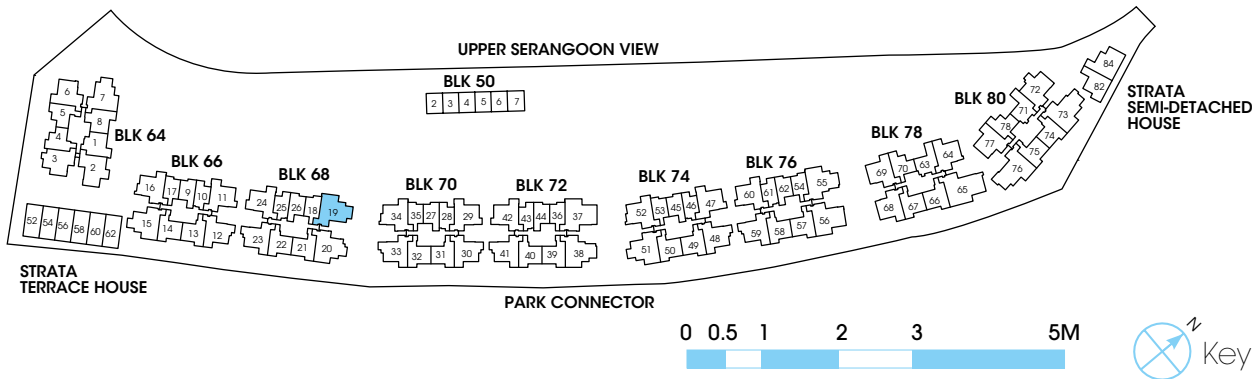 UPPER SERANGOON VIEW
BLK 50
2 3 4 5 6 7
BLK 64
6 7
5 8
4 1
3 2
BLK 66
16 17 9 10 11
15 14 13 12
BLK 68
24 25 26 18 19
23 22 21 20
BLK 70
34 35 27 28 29
33 32 31 30
BLK 72
42 43 44 36 37
41 40 39 38
BLK 74
52 53 45 46 47
51 50 49 48
BLK 76
60 61 62 54 55
59 58 57 56
BLK 78
69 70 63 64
68 67 66 65
BLK 80
72
71 73
78 74
77 75
76
84
82
STRATA
SEMI-DETACHED
HOUSE
52 54 56 58 60 62
STRATA
TERRACE HOUSE
PARK CONNECTOR
0 0.5 1 2 3 5M
N
Key